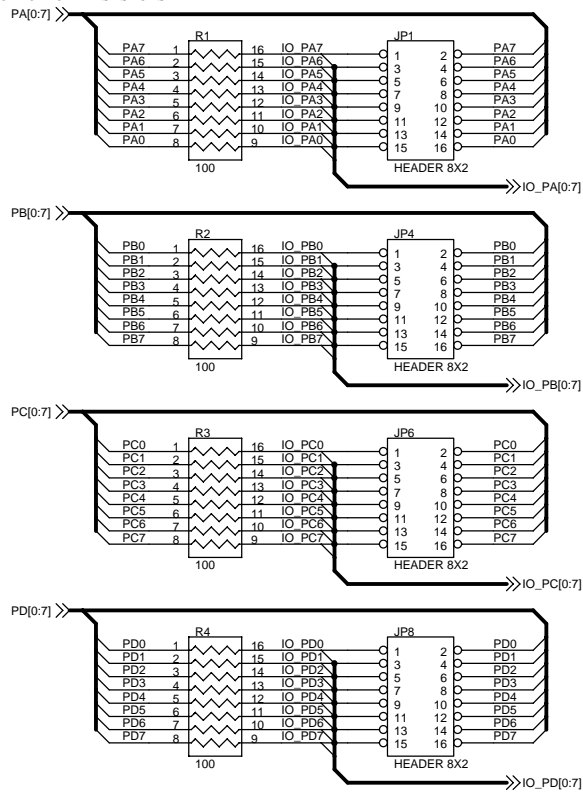 PA[0:7]
R1 JP1
PA7 1 16 IO_PA7 1 2 PA7
PA6 2 15 IO_PA6 3 4 PA6
PA5 3 14 IO_PA5 5 6 PA5
PA4 4 13 IO_PA4 7 8 PA4
PA3 5 12 IO_PA3 9 10 PA3
PA2 6 11 IO_PA2 11 12 PA2
PA1 7 10 IO_PA1 13 14 PA1
PA0 8 9 IO_PA0 15 16 PA0
100 HEADER 8X2
IO_PA[0:7]
PB[0:7]
R2 JP4
PB0 1 16 IO_PB0 1 2 PB0
PB1 2 15 IO_PB1 3 4 PB1
PB2 3 14 IO_PB2 5 6 PB2
PB3 4 13 IO_PB3 7 8 PB3
PB4 5 12 IO_PB4 9 10 PB4
PB5 6 11 IO_PB5 11 12 PB5
PB6 7 10 IO_PB6 13 14 PB6
PB7 8 9 IO_PB7 15 16 PB7
100 HEADER 8X2
IO_PB[0:7]
PC[0:7]
R3 JP6
PC0 1 16 IO_PC0 1 2 PC0
PC1 2 15 IO_PC1 3 4 PC1
PC2 3 14 IO_PC2 5 6 PC2
PC3 4 13 IO_PC3 7 8 PC3
PC4 5 12 IO_PC4 9 10 PC4
PC5 6 11 IO_PC5 11 12 PC5
PC6 7 10 IO_PC6 13 14 PC6
PC7 8 9 IO_PC7 15 16 PC7
100 HEADER 8X2
IO_PC[0:7]
PD[0:7]
R4 JP8
PD0 1 16 IO_PD0 1 2 PD0
PD1 2 15 IO_PD1 3 4 PD1
PD2 3 14 IO_PD2 5 6 PD2
PD3 4 13 IO_PD3 7 8 PD3
PD4 5 12 IO_PD4 9 10 PD4
PD5 6 11 IO_PD5 11 12 PD5
PD6 7 10 IO_PD6 13 14 PD6
PD7 8 9 IO_PD7 15 16 PD7
100 HEADER 8X2
IO_PD[0:7]